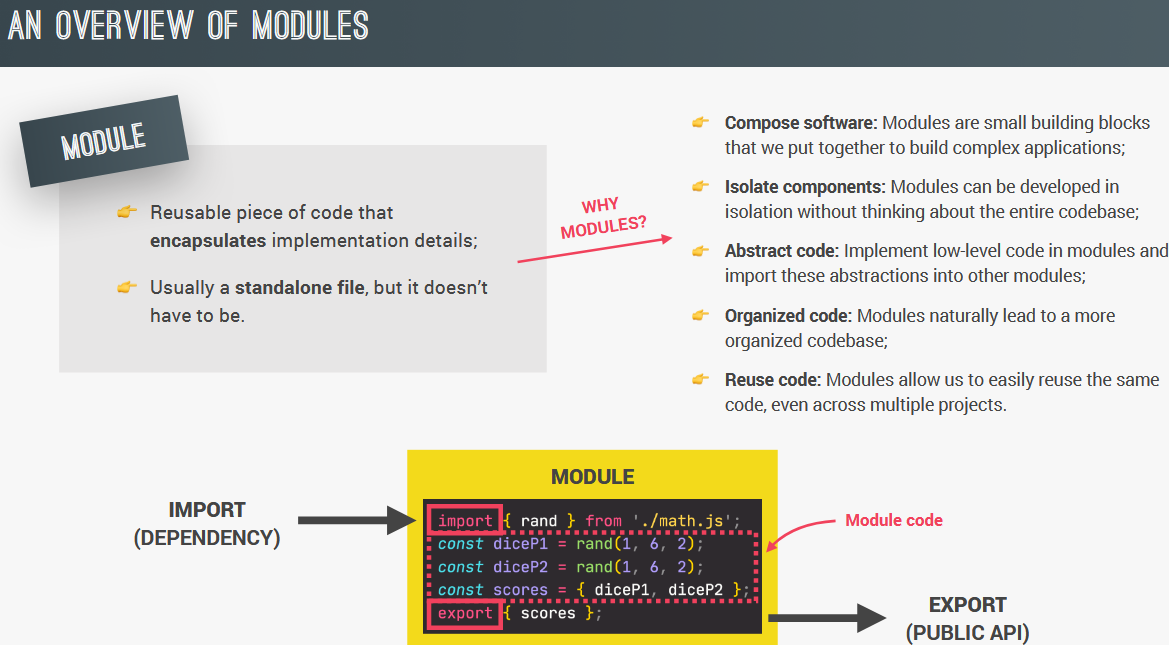 AN OVERVIEW OF MODULES
MODULE
👉 Reusable piece of code that
encapsulates implementation details;
👉 Usually a standalone file, but it doesn’t
have to be.
WHY
MODULES?
👉 Compose software: Modules are small building blocks
that we put together to build complex applications;
👉 Isolate components: Modules can be developed in
isolation without thinking about the entire codebase;
👉 Abstract code: Implement low-level code in modules and
import these abstractions into other modules;
👉 Organized code: Modules naturally lead to a more
organized codebase;
👉 Reuse code: Modules allow us to easily reuse the same
code, even across multiple projects.
IMPORT
(DEPENDENCY)
MODULE
import { rand } from './math.js';
const diceP1 = rand(1, 6, 2);
const diceP2 = rand(1, 6, 2);
const scores = { diceP1, diceP2 };
export { scores };
Module code
EXPORT
(PUBLIC API)